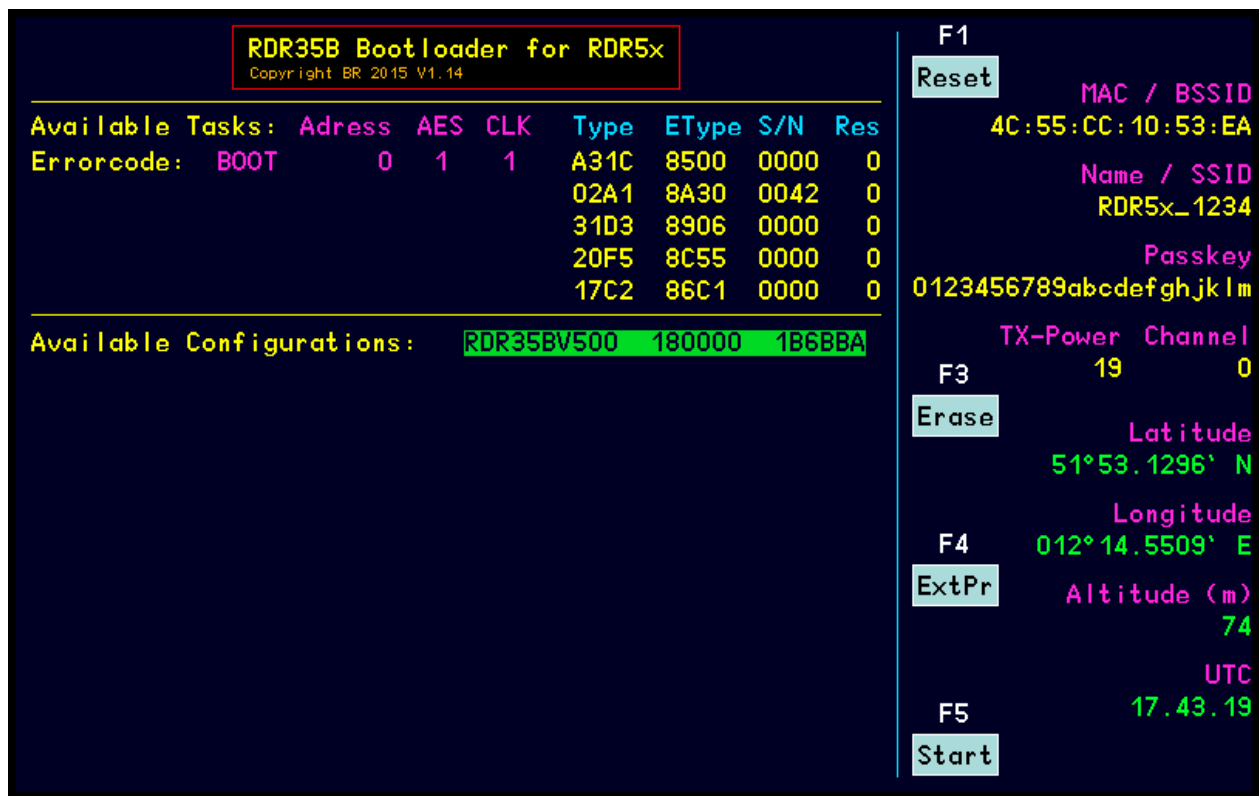 RDR35B Bootloader for RDR5x
Copyright BR 2015 V1.14
Available Tasks: Adress AES CLK Type EType S/N Res
Errorcode: BOOT 0 1 1 A31C 8500 0000 0
02A1 8A30 0042 0
31D3 8906 0000 0
20F5 8C55 0000 0
17C2 86C1 0000 0
Available Configurations: RDR35BV500 180000 1B6BBA
F1
Reset
MAC / BSSID
4C:55:CC:10:53:EA
Name / SSID
RDR5x_1234
Passkey
0123456789abcdefghjklm
TX-Power Channel
19 0
F3
Erase
Latitude
51°53.1296` N
Longitude
012°14.5509` E
F4
ExtPr
Altitude (m)
74
UTC
17.43.19
F5
Start